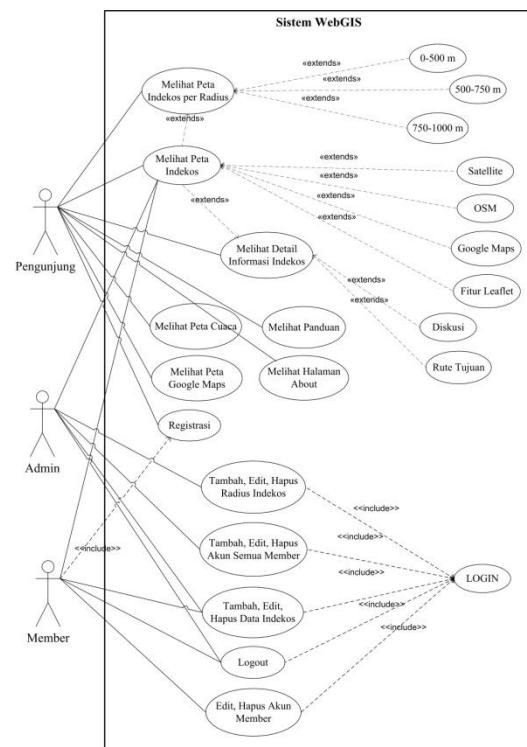 Sistem WebGIS
0-500 m
«extends»
Melihat Peta
Indekos per Radius
«extends»
500-750 m
«extends»
750-1000 m
«extends»
Melihat Peta
Indekos
«extends»
Satellite
«extends»
OSM
«extends»
Google Maps
«extends»
Fitur Leaflet
«extends»
Melihat Detail
Informasi Indekos
«extends»
Diskusi
«extends»
Rute Tujuan
Pengunjung
Melihat Peta Cuaca
Melihat Panduan
Melihat Peta
Google Maps
Melihat Halaman
About
Registrasi
Admin
Tambah, Edit, Hapus
Radius Indekos
<<include>>
Tambah, Edit, Hapus
Akun Semua Member
<<include>>
<<include>>
LOGIN
Member
Tambah, Edit,
Hapus Data Indekos
<<include>>
Logout
<<include>>
Edit, Hapus Akun
Member
<<include>>